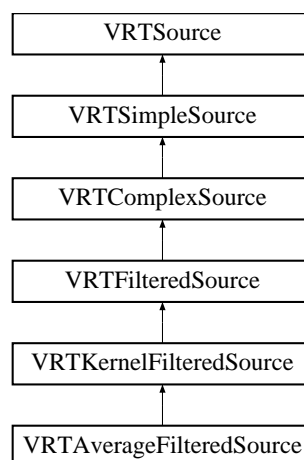 VRTSource
VRTSimpleSource
VRTComplexSource
VRTFilteredSource
VRTKernelFilteredSource
VRTAverageFilteredSource